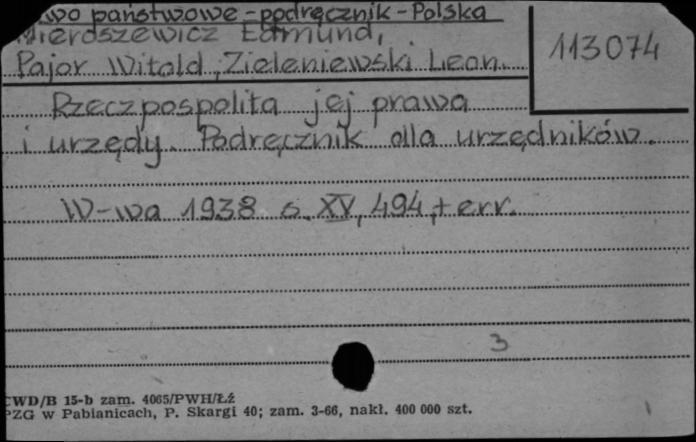 wo państwowe - podręcznik - Polska
Mieroszewicz Edmund,
Pajor Witold, Zieleniewski Leon.
113074
Rzeczpospolita jej prawa
i urzędy. Podręcznik dla urzędników.
W-wa 1938 s. XV, 494, + err.
3
CWD/B 15-b zam. 4065/PWH/Łź
PZG w Pabianicach, P. Skargi 40; zam. 3-66, nakł. 400 000 szt.